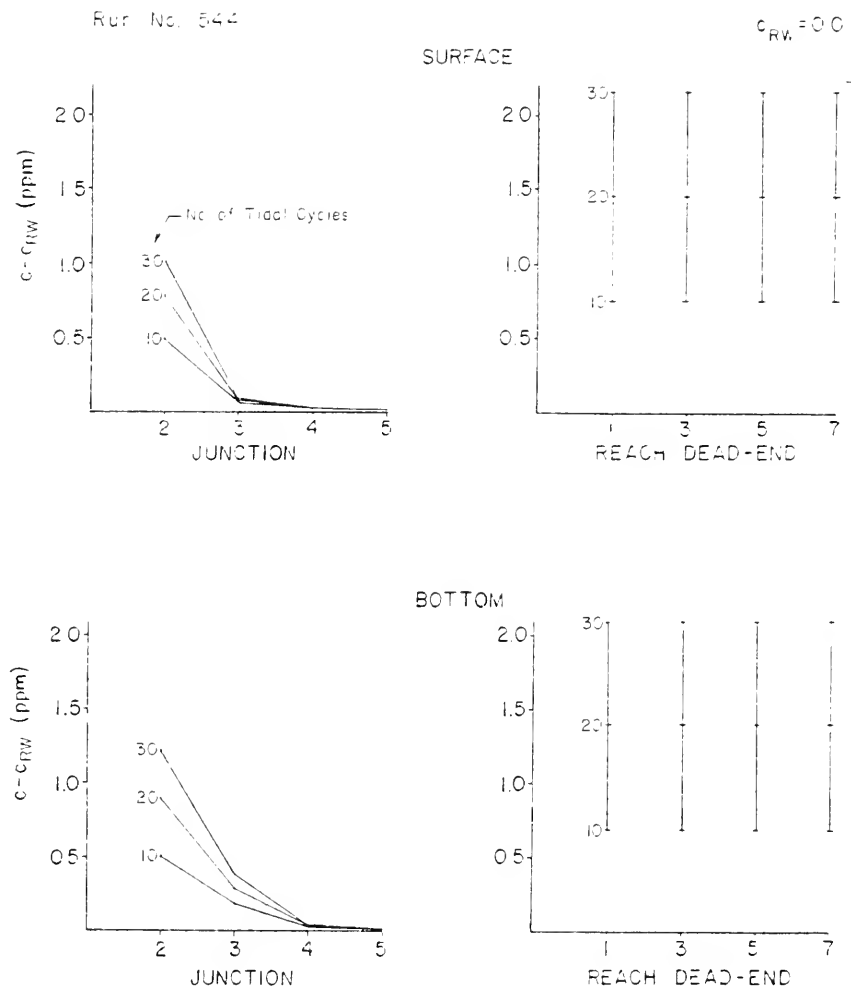 Run No. 544
c_RW = 0.0
SURFACE
c-c_RW (ppm)
2.0
1.5
1.0
0.5
No of Tidal Cycles
30
20
10
2 3 4 5
JUNCTION
2.0
1.5
1.0
0.5
30
20
10
1 3 5 7
REACH DEAD-END
BOTTOM
c-c_RW (ppm)
2.0
1.5
1.0
0.5
30
20
10
2 3 4 5
JUNCTION
2.0
1.5
1.0
0.5
30
20
10
1 3 5 7
REACH DEAD-END